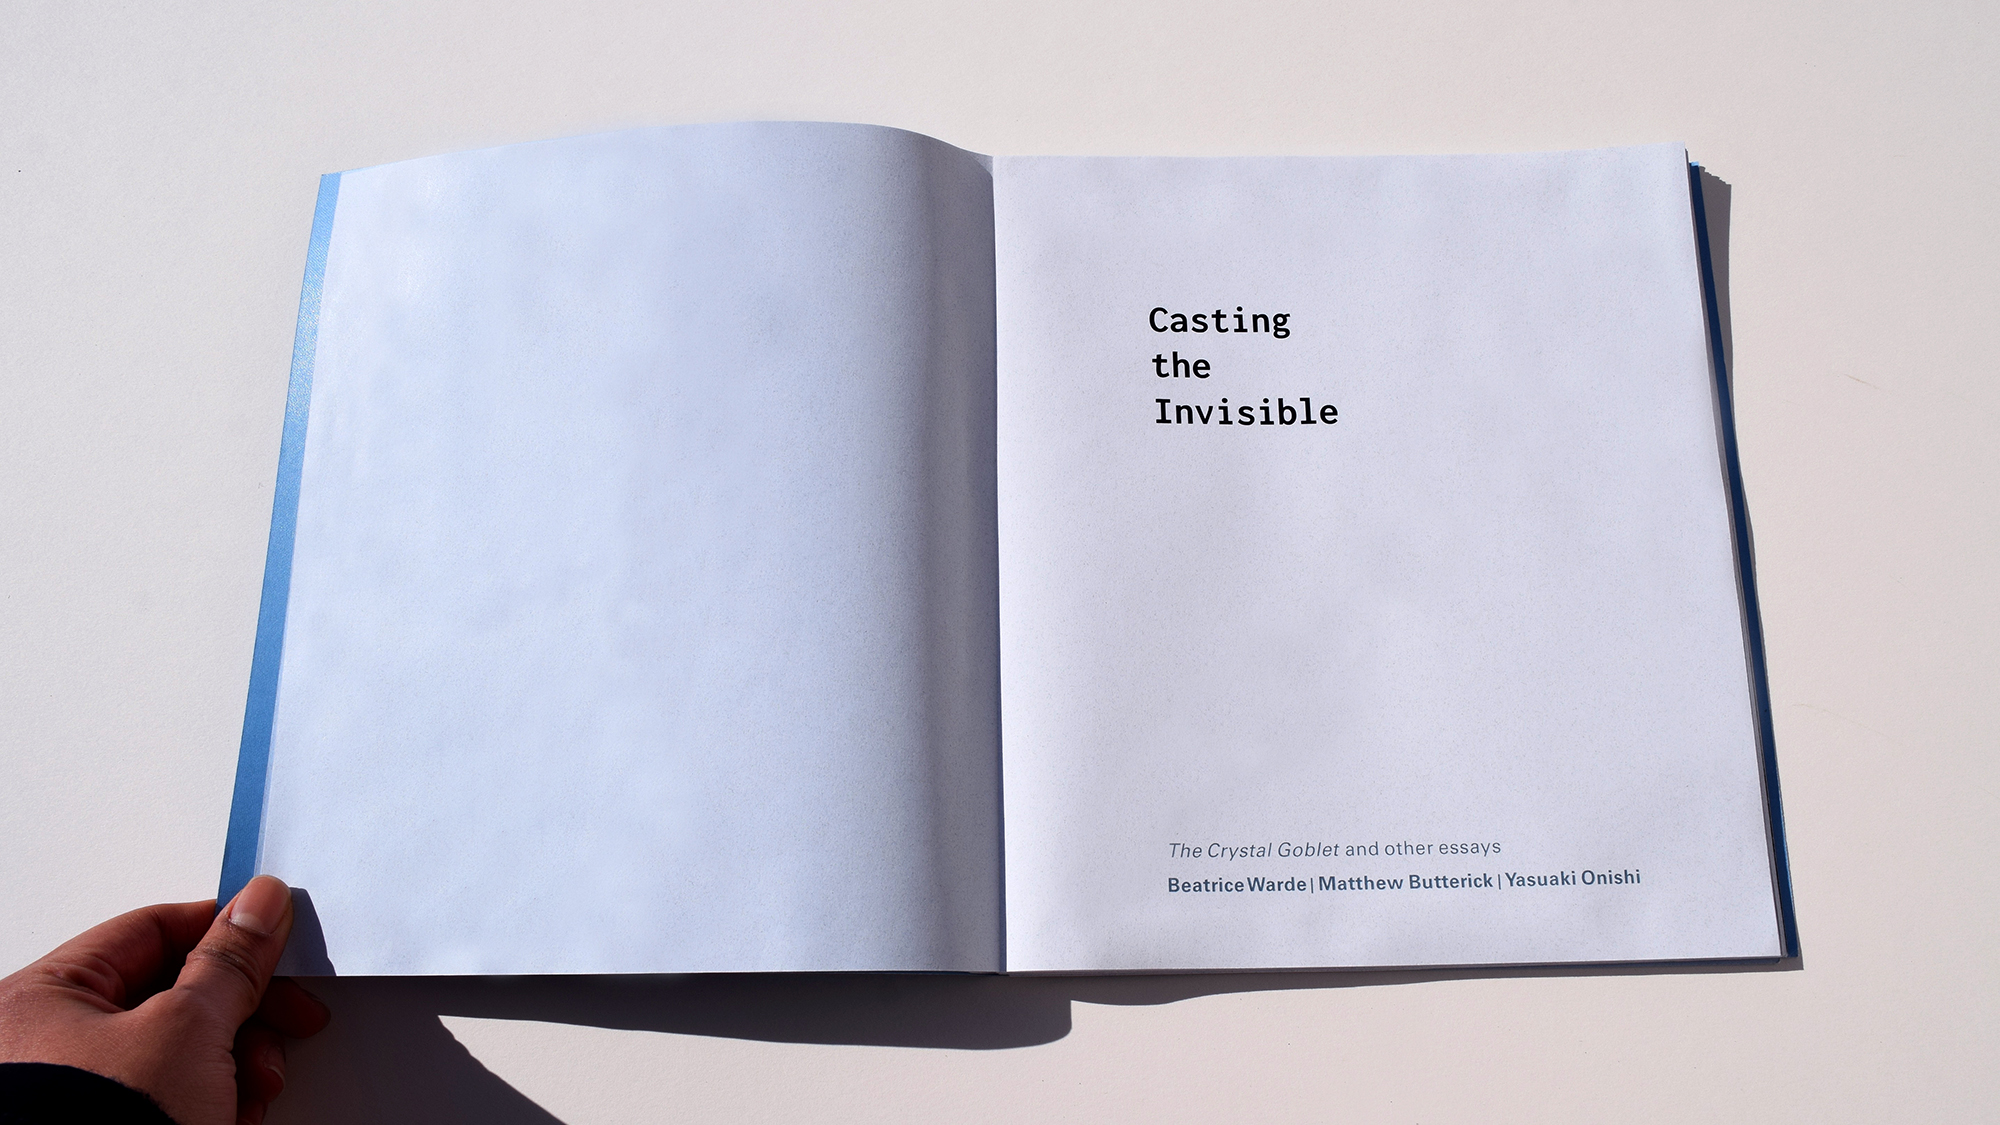 Casting
the
Invisible
The Crystal Goblet and other essays
Beatrice Warde | Matthew Butterick | Yasuaki Onishi